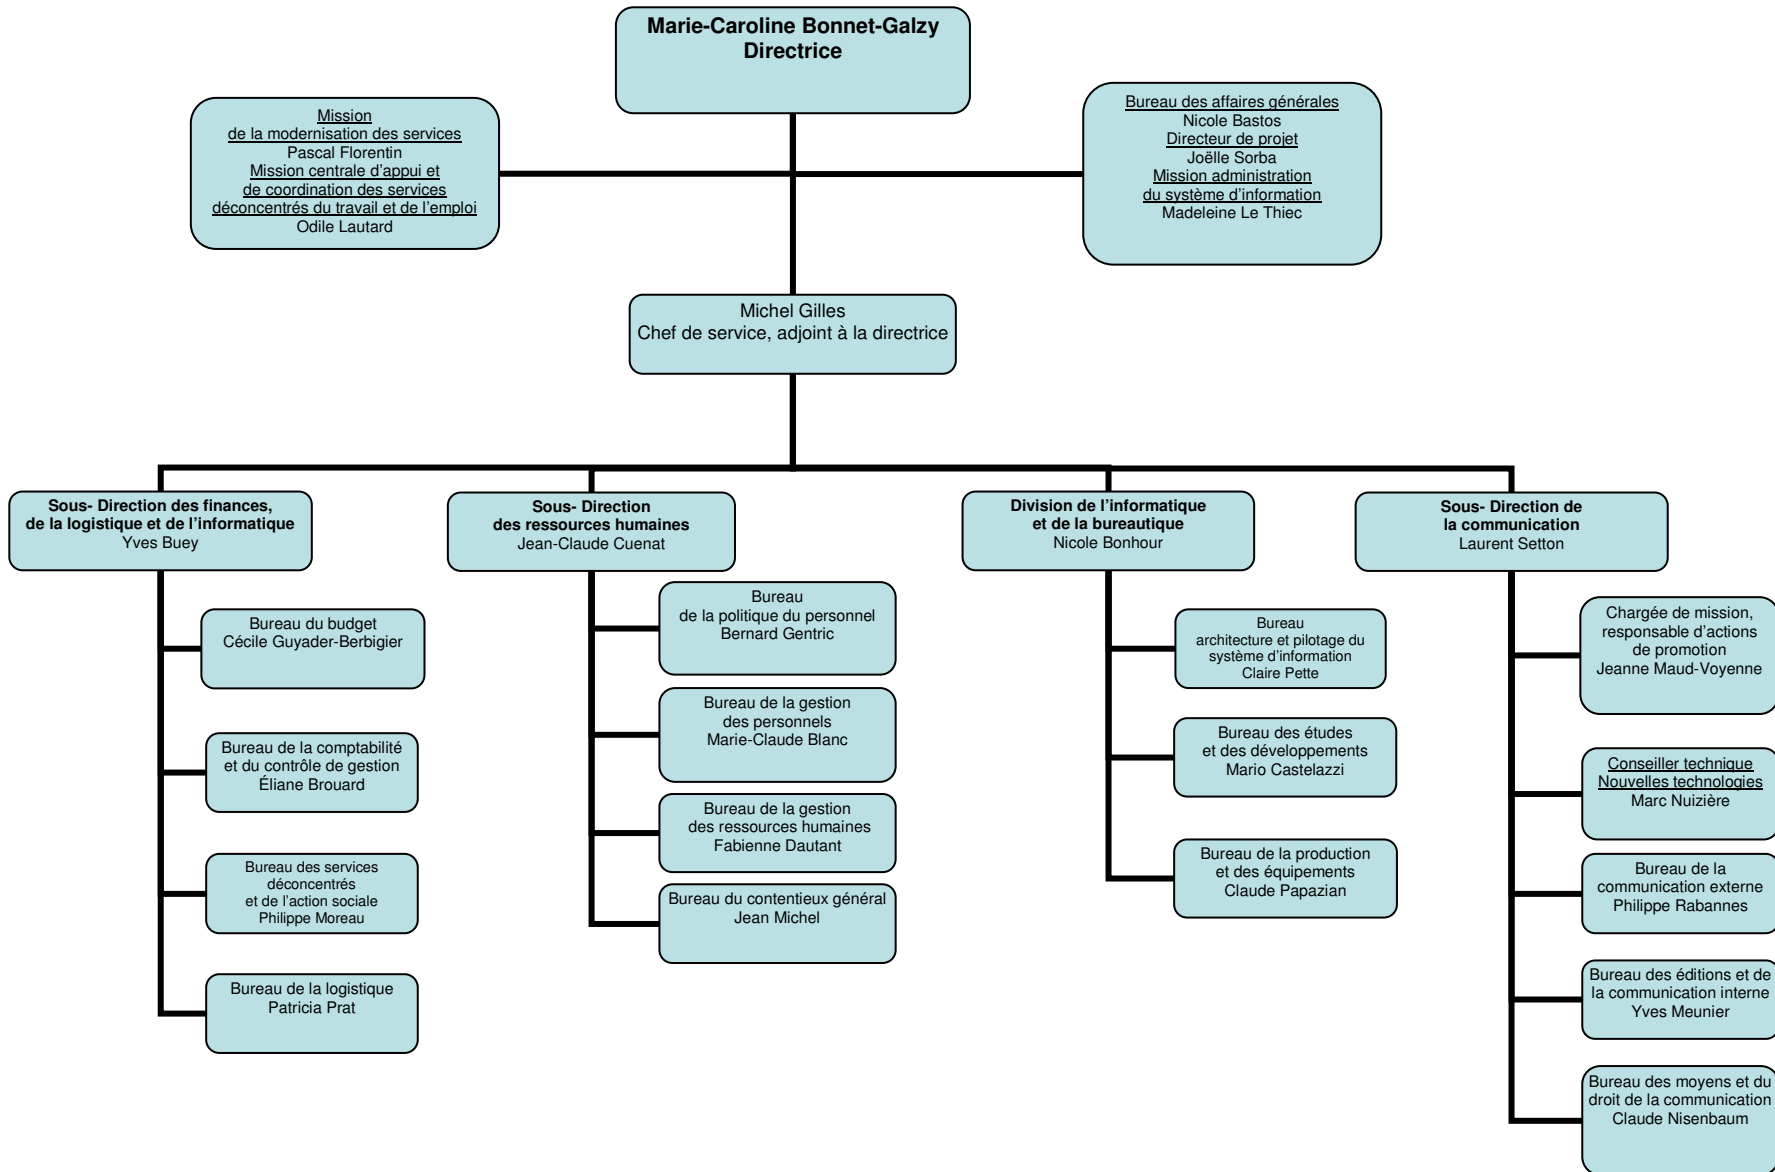 Marie-Caroline Bonnet-Galzy
Directrice
Mission
de la modernisation des services
Pascal Florentin
Mission centrale d'appui et
de coordination des services
déconcentrés du travail et de l'emploi
Odile Lautard
Bureau des affaires générales
Nicole Bastos
Directeur de projet
Joëlle Sorba
Mission administration
du système d'information
Madeleine Le Thiec
Michel Gilles
Chef de service, adjoint à la directrice
Sous- Direction des finances,
de la logistique et de l'informatique
Yves Buey
Bureau du budget
Cécile Guyader-Berbigier
Bureau de la comptabilité
et du contrôle de gestion
Éliane Brouard
Bureau des services
déconcentrés
et de l'action sociale
Philippe Moreau
Bureau de la logistique
Patricia Prat
Sous- Direction
des ressources humaines
Jean-Claude Cuenat
Bureau
de la politique du personnel
Bernard Gentric
Bureau de la gestion
des personnels
Marie-Claude Blanc
Bureau de la gestion
des ressources humaines
Fabienne Dautant
Bureau du contentieux général
Jean Michel
Division de l'informatique
et de la bureautique
Nicole Bonhour
Bureau
architecture et pilotage du
système d'information
Claire Pette
Bureau des études
et des développements
Mario Castelazzi
Bureau de la production
et des équipements
Claude Papazian
Sous- Direction de
la communication
Laurent Setton
Chargée de mission,
responsable d'actions
de promotion
Jeanne Maud-Voyenne
Conseiller technique
Nouvelles technologies
Marc Nuizière
Bureau de la
communication externe
Philippe Rabannes
Bureau des éditions et de
la communication interne
Yves Meunier
Bureau des moyens et du
droit de la communication
Claude Nisenbaum